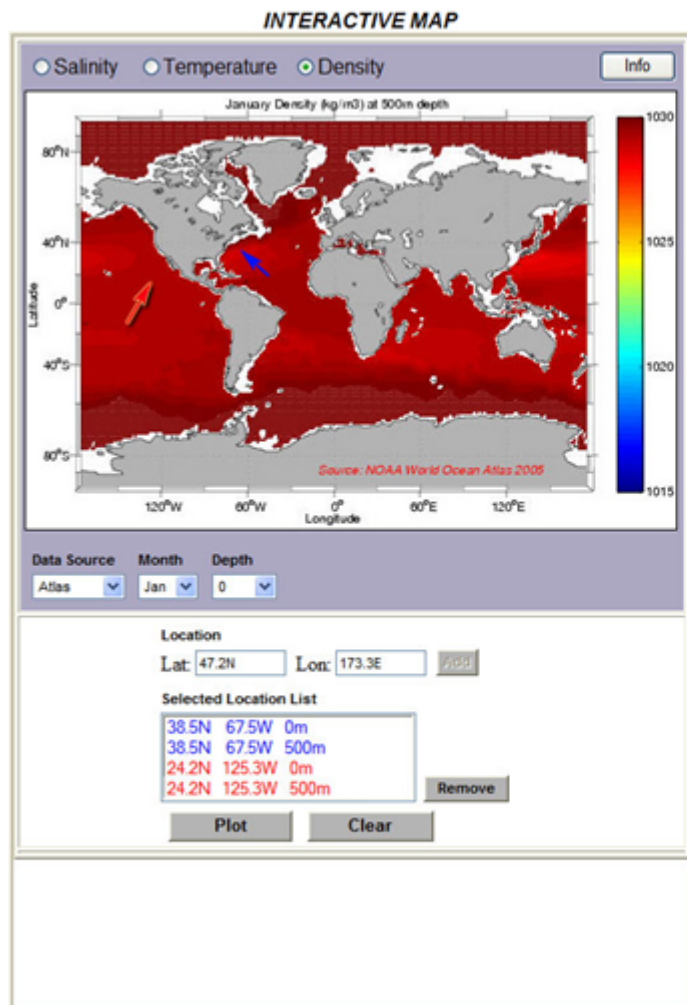 INTERACTIVE MAP
Salinity Temperature Density Info
January Density (kg/m3) at 500m depth
80°N
40°N
0°
40°S
80°S
Latitude
120°W 60°W 0° 60°E 120°E
Longitude
Source: NOAA World Ocean Atlas 2005
1030
1025
1020
1015
Data Source Month Depth
Atlas Jan 0
Location
Lat: 47.2N Lon: 173.3E Add
Selected Location List
38.5N 67.5W 0m
38.5N 67.5W 500m
24.2N 125.3W 0m
24.2N 125.3W 500m
Remove
Plot Clear